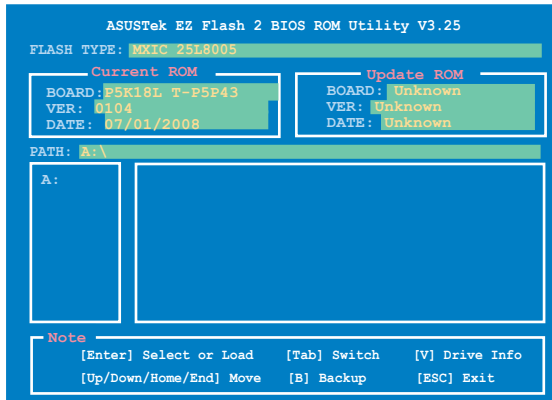 ASUSTek EZ Flash 2 BIOS ROM Utility V3.25
FLASH TYPE: MXIC 25L8005
Current ROM
BOARD:P5K18L T-P5P43
VER: 0104
DATE: 07/01/2008
Update ROM
BOARD: Unknown
VER: Unknown
DATE: Unknown
PATH: A:\
A:
Note
[Enter] Select or Load [Tab] Switch [V] Drive Info
[Up/Down/Home/End] Move [B] Backup [ESC] Exit